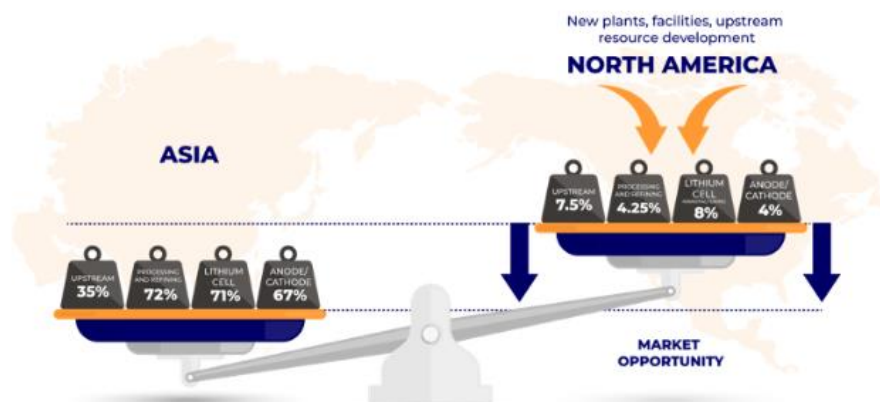 New plants, facilities, upstream
resource development
NORTH AMERICA
ASIA
UPSTREAM
7.5%
PROCESSING
AND REFINING
4.25%
LITHIUM
CELL
8%
ANODE/
CATHODE
4%
UPSTREAM
35%
PROCESSING
AND REFINING
72%
LITHIUM
CELL
71%
ANODE/
CATHODE
67%
MARKET
OPPORTUNITY